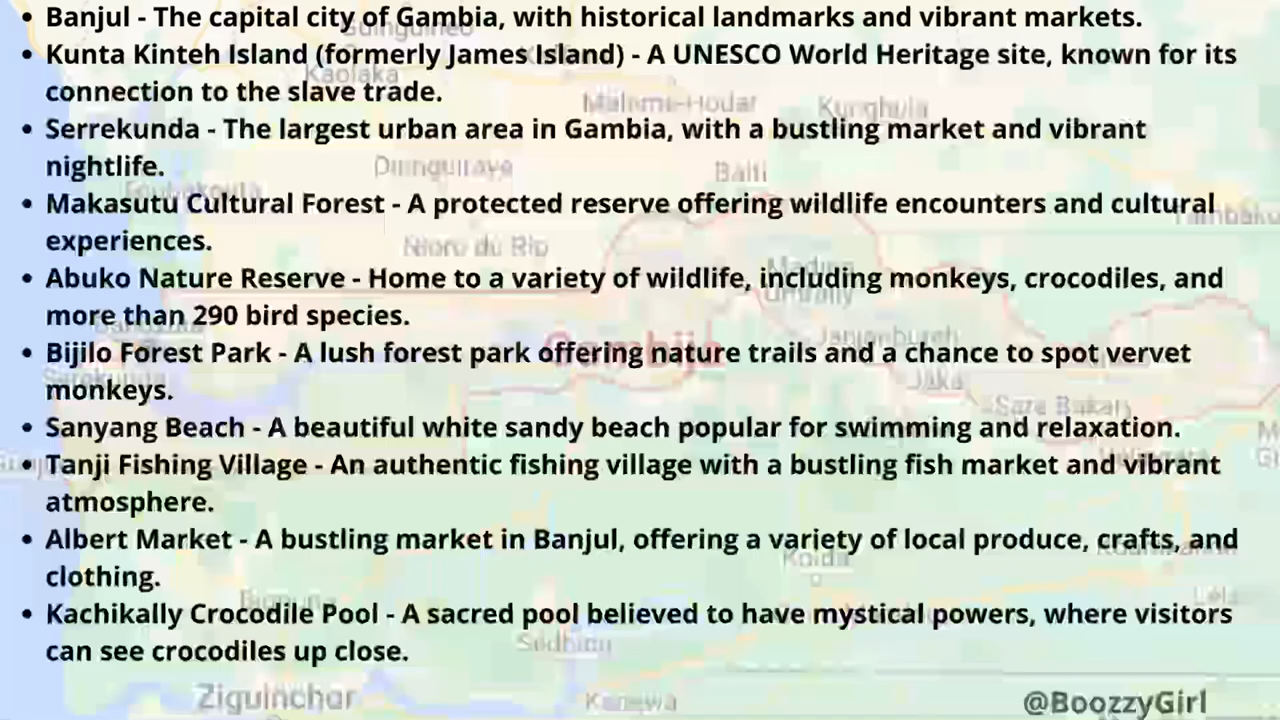 • Banjul - The capital city of Gambia, with historical landmarks and vibrant markets.
• Kunta Kinteh Island (formerly James Island) - A UNESCO World Heritage site, known for its
connection to the slave trade.
• Serrekunda - The largest urban area in Gambia, with a bustling market and vibrant
nightlife.
• Makasutu Cultural Forest - A protected reserve offering wildlife encounters and cultural
experiences.
• Abuko Nature Reserve - Home to a variety of wildlife, including monkeys, crocodiles, and
more than 290 bird species.
• Bijilo Forest Park - A lush forest park offering nature trails and a chance to spot vervet
monkeys.
• Sanyang Beach - A beautiful white sandy beach popular for swimming and relaxation.
• Tanji Fishing Village - An authentic fishing village with a bustling fish market and vibrant
atmosphere.
• Albert Market - A bustling market in Banjul, offering a variety of local produce, crafts, and
clothing.
• Kachikally Crocodile Pool - A sacred pool believed to have mystical powers, where visitors
can see crocodiles up close.
Kaolaka
Nioro du Rip
Gambija
Ziguinchor
@BoozzyGirl